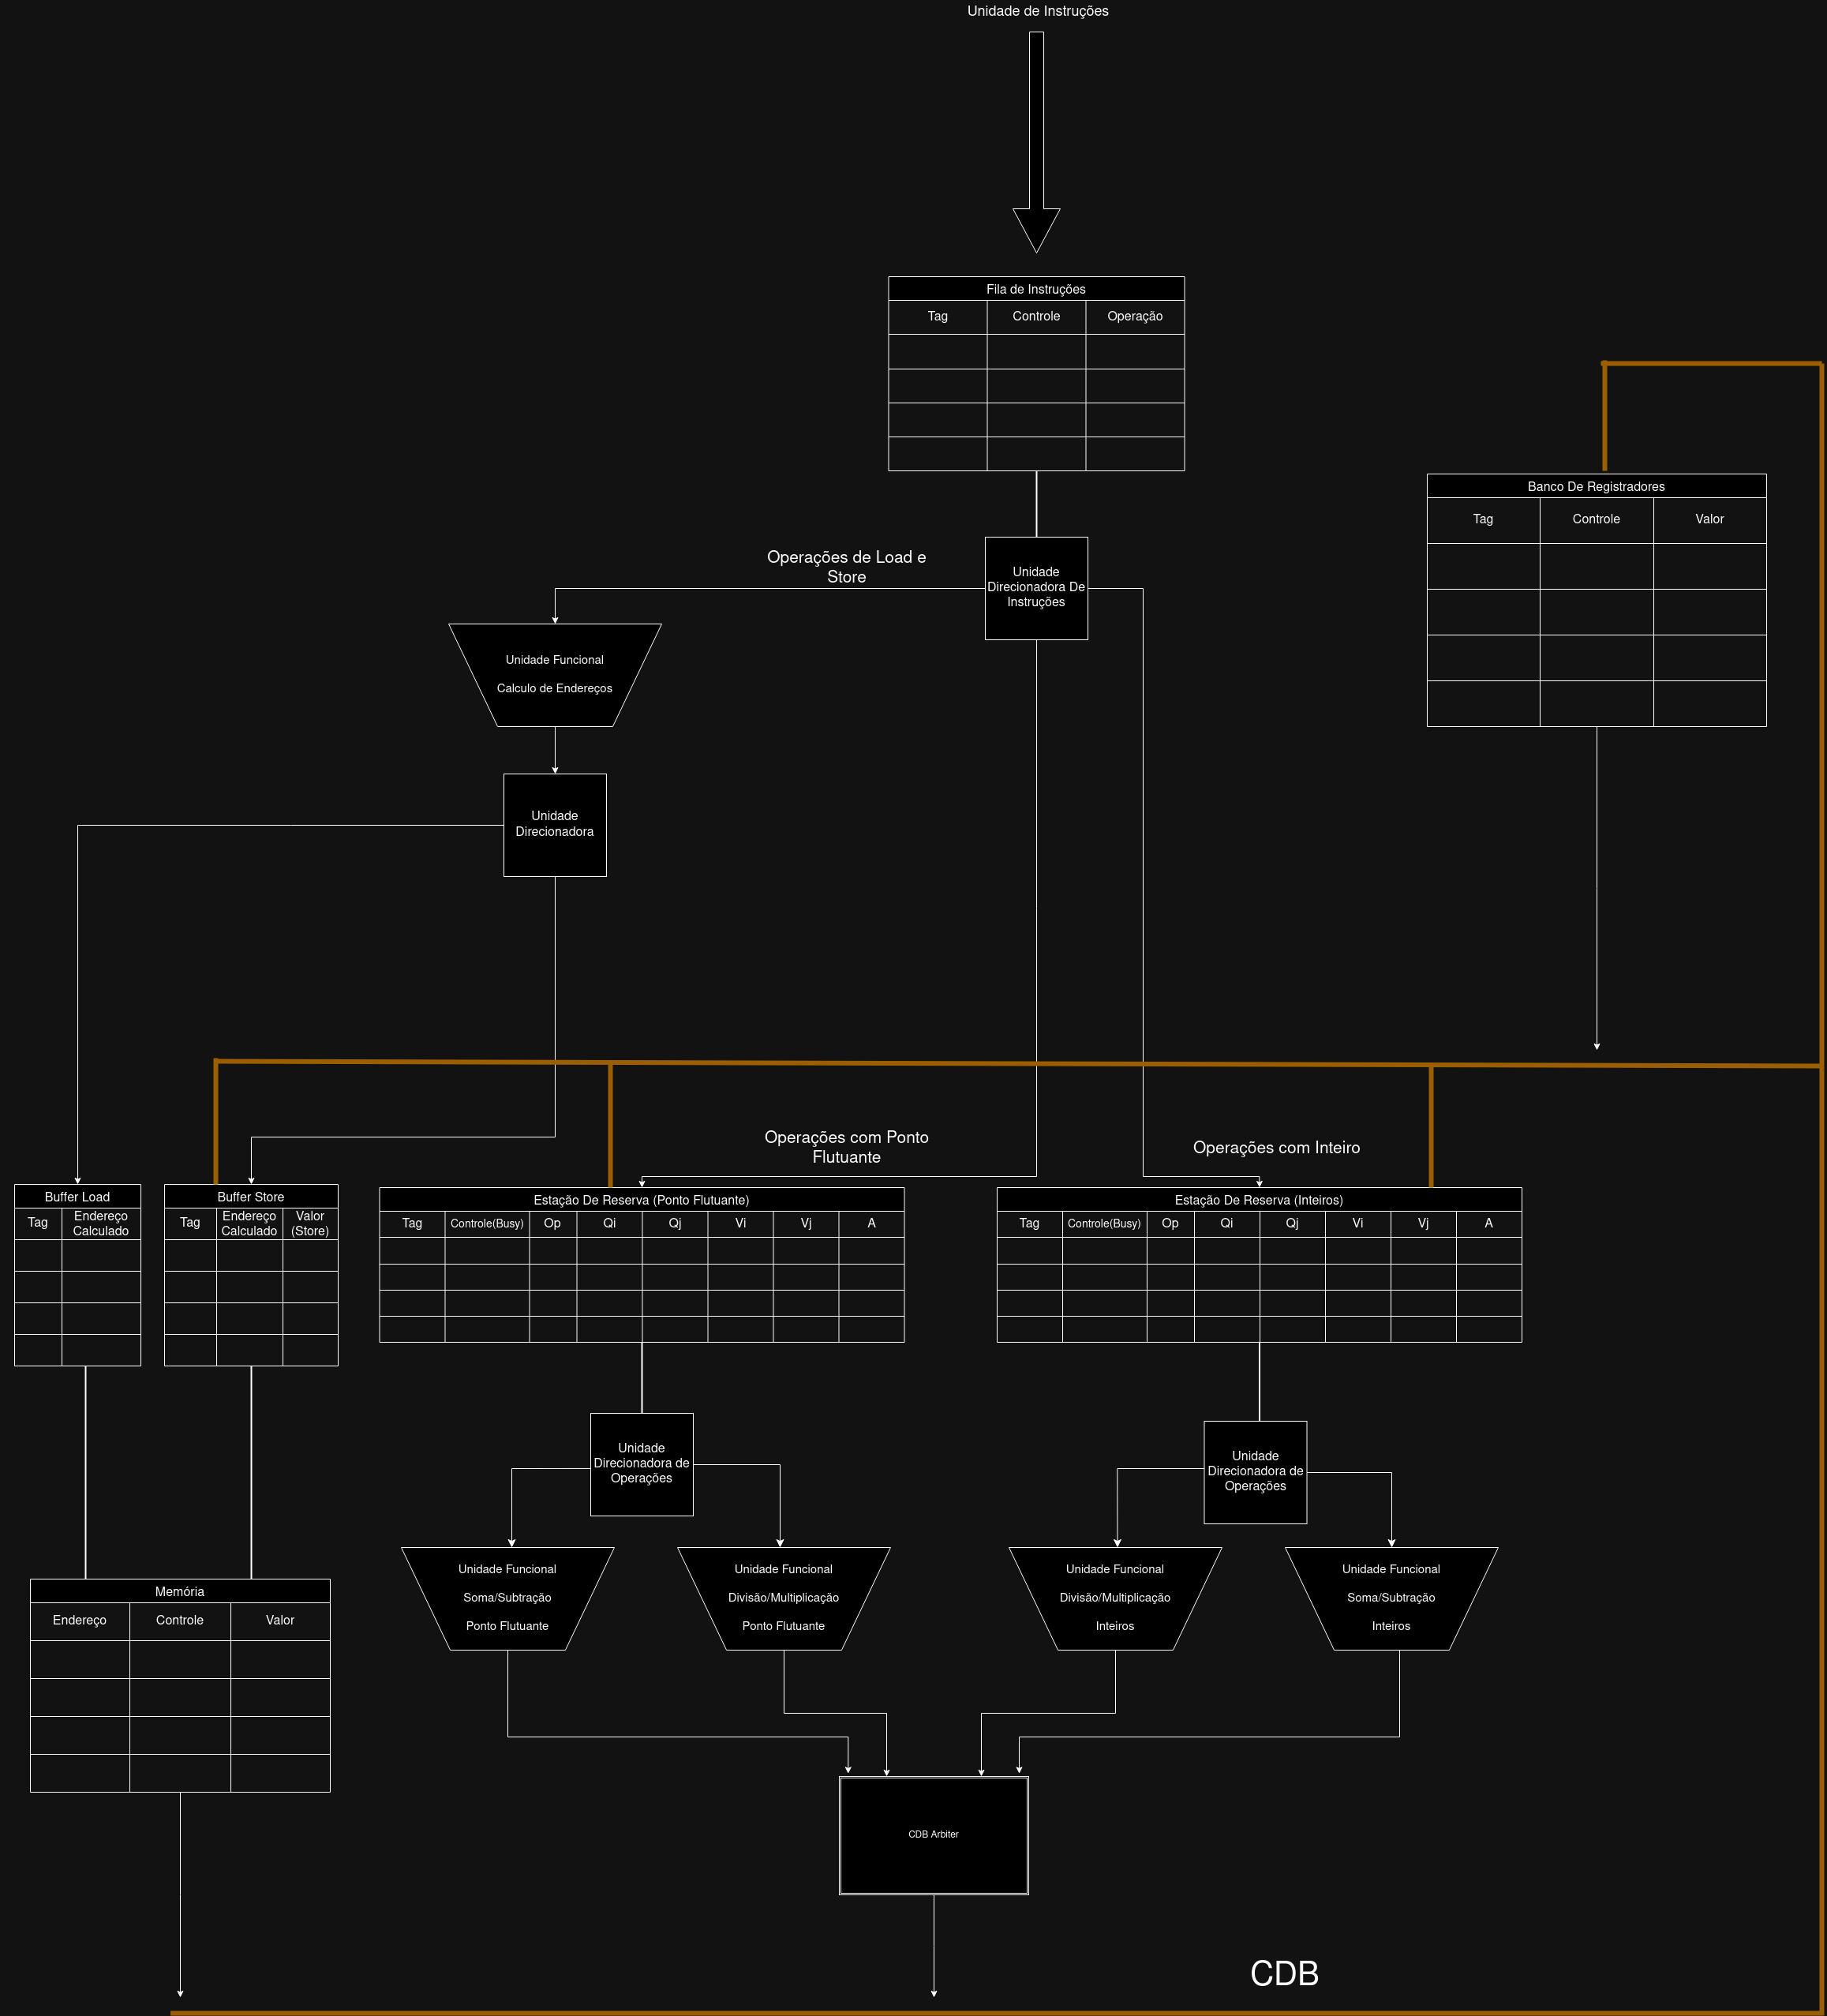 Unidade de Instruções
Fila de Instruções
Tag Controle Operação
Banco De Registradores
Tag Controle Valor
Operações de Load e
Store
Unidade
Direcionadora De
Instruções
Unidade Funcional
Calculo de Endereços
Unidade
Direcionadora
Operações com Ponto
Flutuante
Operações com Inteiro
Buffer Load
Tag Endereço
Calculado
Buffer Store
Tag Endereço Valor
Calculado (Store)
Estação De Reserva (Ponto Flutuante)
Tag Controle(Busy) Op Qi Qj Vi Vj A
Estação De Reserva (Inteiros)
Tag Controle(Busy) Op Qi Qj Vi Vj A
Unidade
Direcionadora de
Operações
Unidade
Direcionadora de
Operações
Unidade Funcional
Soma/Subtração
Ponto Flutuante
Unidade Funcional
Divisão/Multiplicação
Ponto Flutuante
Unidade Funcional
Divisão/Multiplicação
Inteiros
Unidade Funcional
Soma/Subtração
Inteiros
Memória
Endereço Controle Valor
CDB Arbiter
CDB